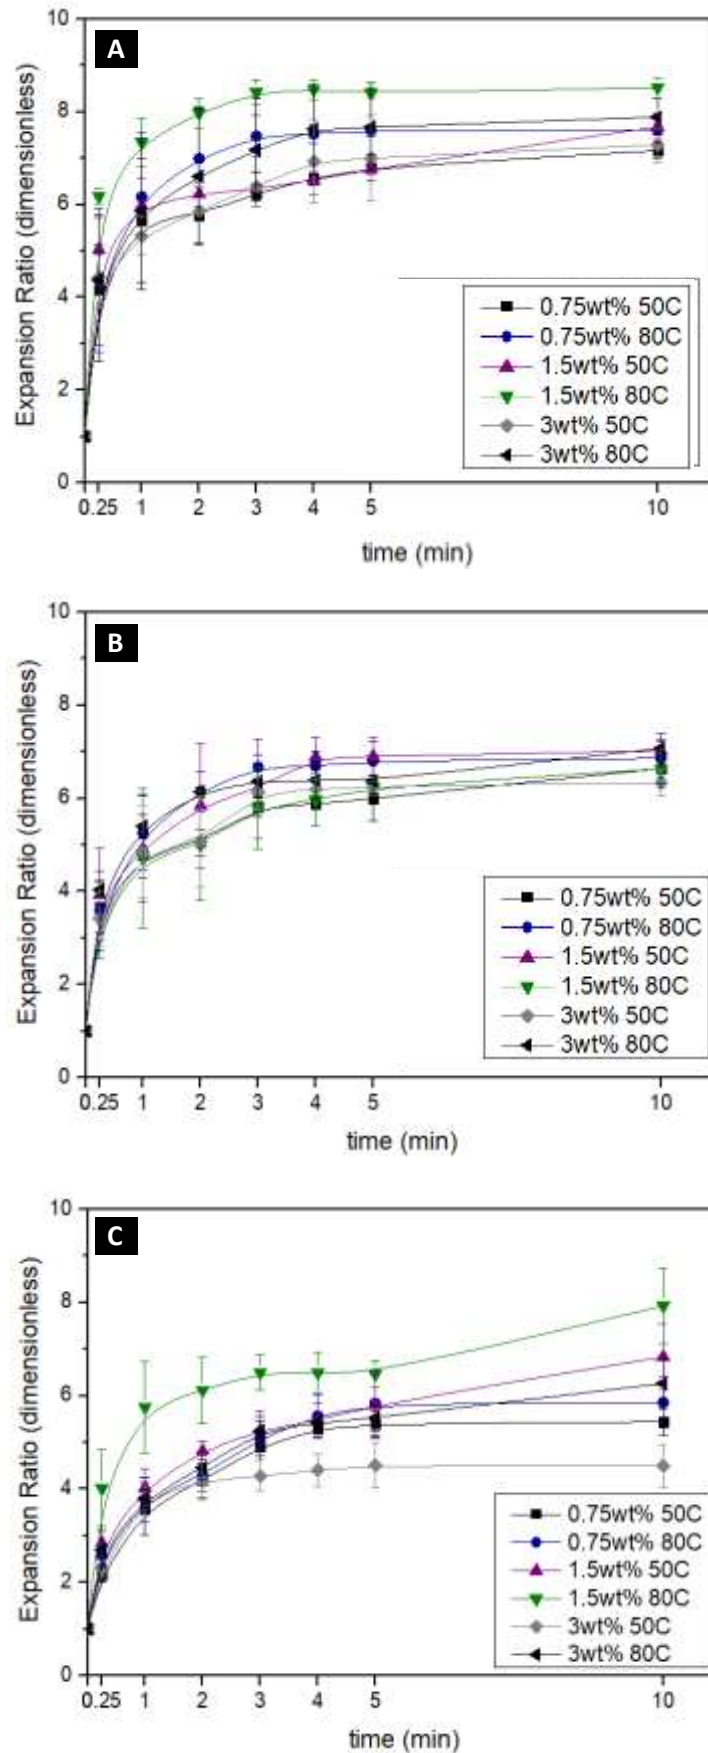 A
Expansion Ratio (dimensionless)
10
8
6
4
2
0
0.75wt% 50C
0.75wt% 80C
1.5wt% 50C
1.5wt% 80C
3wt% 50C
3wt% 80C
0.25 1 2 3 4 5 10
time (min)
B
Expansion Ratio (dimensionless)
10
8
6
4
2
0
0.75wt% 50C
0.75wt% 80C
1.5wt% 50C
1.5wt% 80C
3wt% 50C
3wt% 80C
0.25 1 2 3 4 5 10
time (min)
C
Expansion Ratio (dimensionless)
10
8
6
4
2
0
0.75wt% 50C
0.75wt% 80C
1.5wt% 50C
1.5wt% 80C
3wt% 50C
3wt% 80C
0.25 1 2 3 4 5 10
time (min)